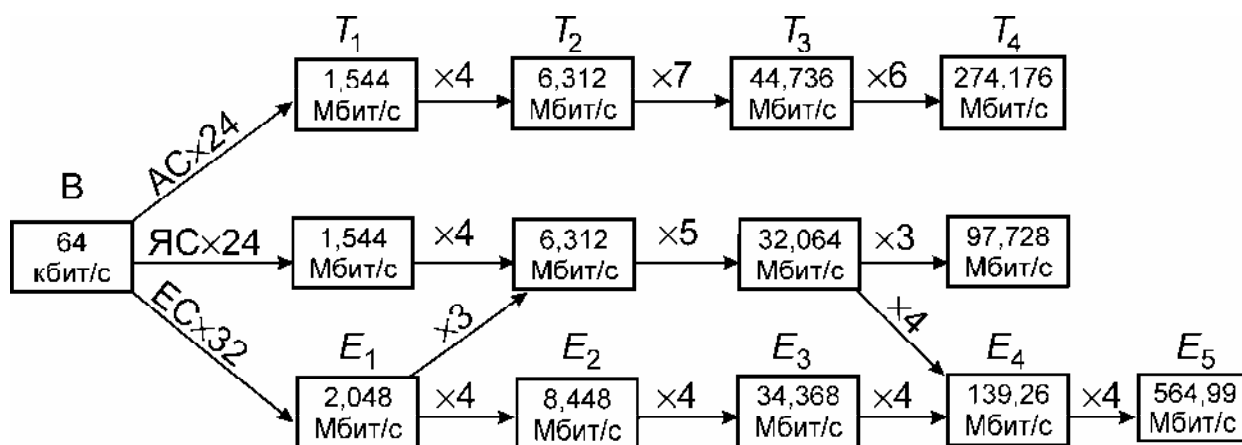 T1 T2 T3 T4
1,544 Мбит/с ×4 6,312 Мбит/с ×7 44,736 Мбит/с ×6 274,176 Мбит/с
АС×24
В
64 кбит/с
ЯС×24 1,544 Мбит/с ×4 6,312 Мбит/с ×5 32,064 Мбит/с ×3 97,728 Мбит/с
ЕС×32
×3
×4
E1 E2 E3 E4 E5
2,048 Мбит/с ×4 8,448 Мбит/с ×4 34,368 Мбит/с ×4 139,26 Мбит/с ×4 564,99 Мбит/с